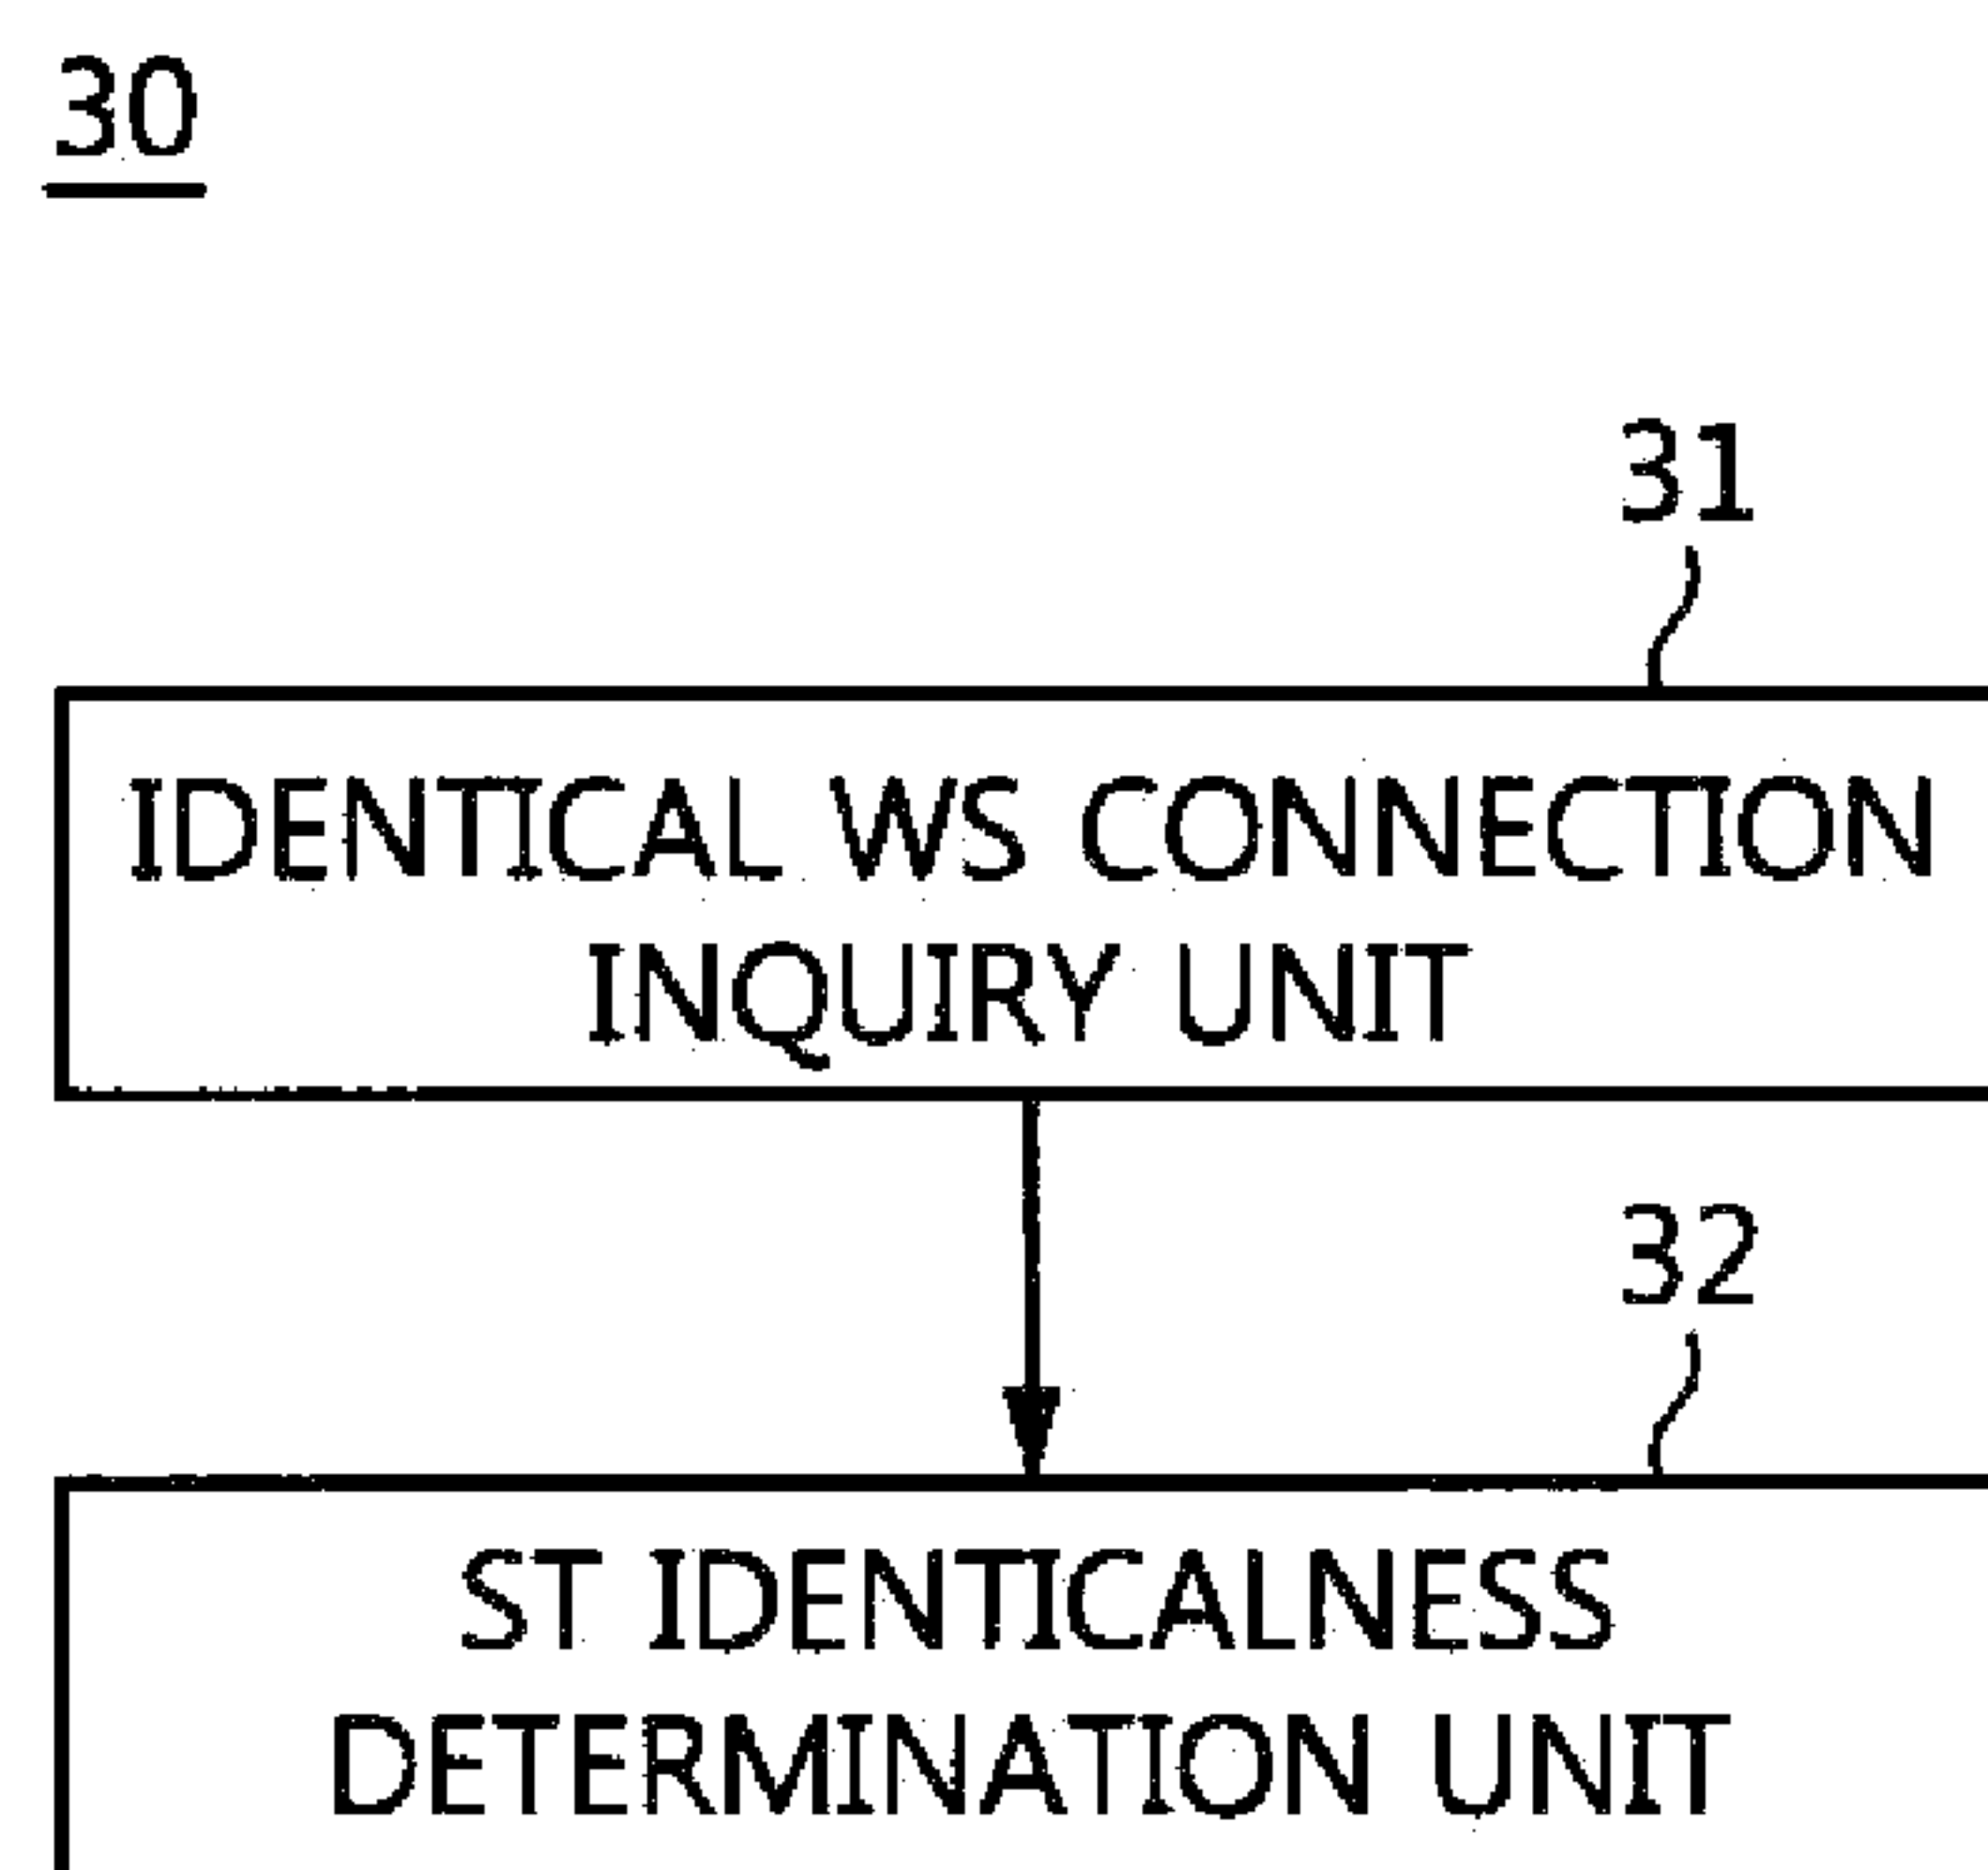 30
31
IDENTICAL WS CONNECTION
INQUIRY UNIT
32
ST IDENTICALNESS
DETERMINATION UNIT